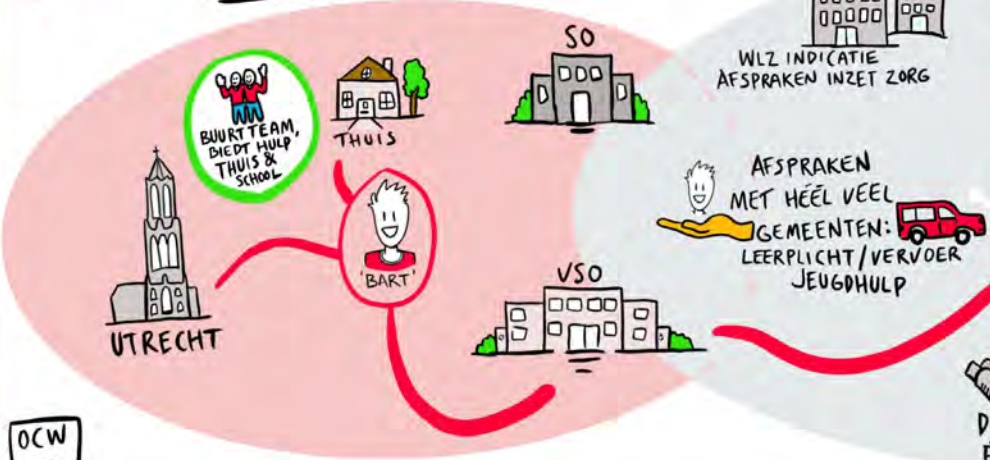 BUURT TEAM,
BIEDT HULP
THUIS &
SCHOOL
THUIS
UTRECHT
'BART'
SO
VSO
WLZ INDICATIE
AFSPRAKEN INZET ZORG
AFSPRAKEN
MET HÉÉL VEEL
GEMEENTEN:
LEERPLICHT/VERVOER
JEUGDHULP
OCW